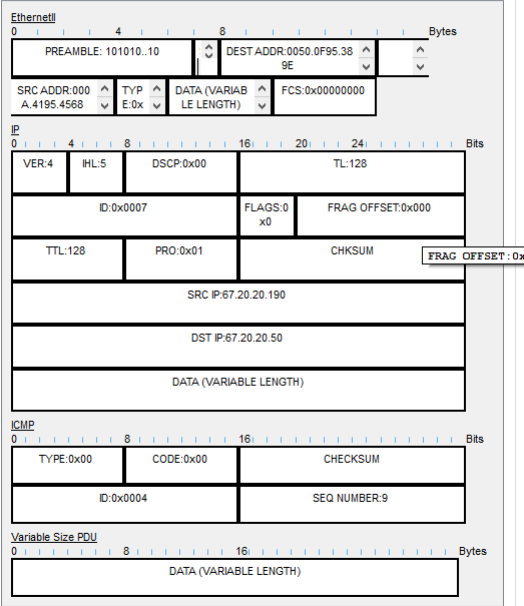 EthernetII
0 4 8 Bytes
PREAMBLE: 101010..10
DEST ADDR:0050.0F95.38
9E
SRC ADDR:000
A.4195.4568
TYP
E:0x
DATA (VARIAB
LE LENGTH)
FCS:0x00000000
IP
0 4 8 16 20 24 Bits
VER:4 IHL:5 DSCP:0x00 TL:128
ID:0x0007 FLAGS:0
x0
FRAG OFFSET:0x000
TTL:128 PRO:0x01 CHKSUM
FRAG OFFSET:0x
SRC IP:67.20.20.190
DST IP:67.20.20.50
DATA (VARIABLE LENGTH)
ICMP
0 8 16 Bits
TYPE:0x00 CODE:0x00 CHECKSUM
ID:0x0004 SEQ NUMBER:9
Variable Size PDU
0 8 16 Bytes
DATA (VARIABLE LENGTH)